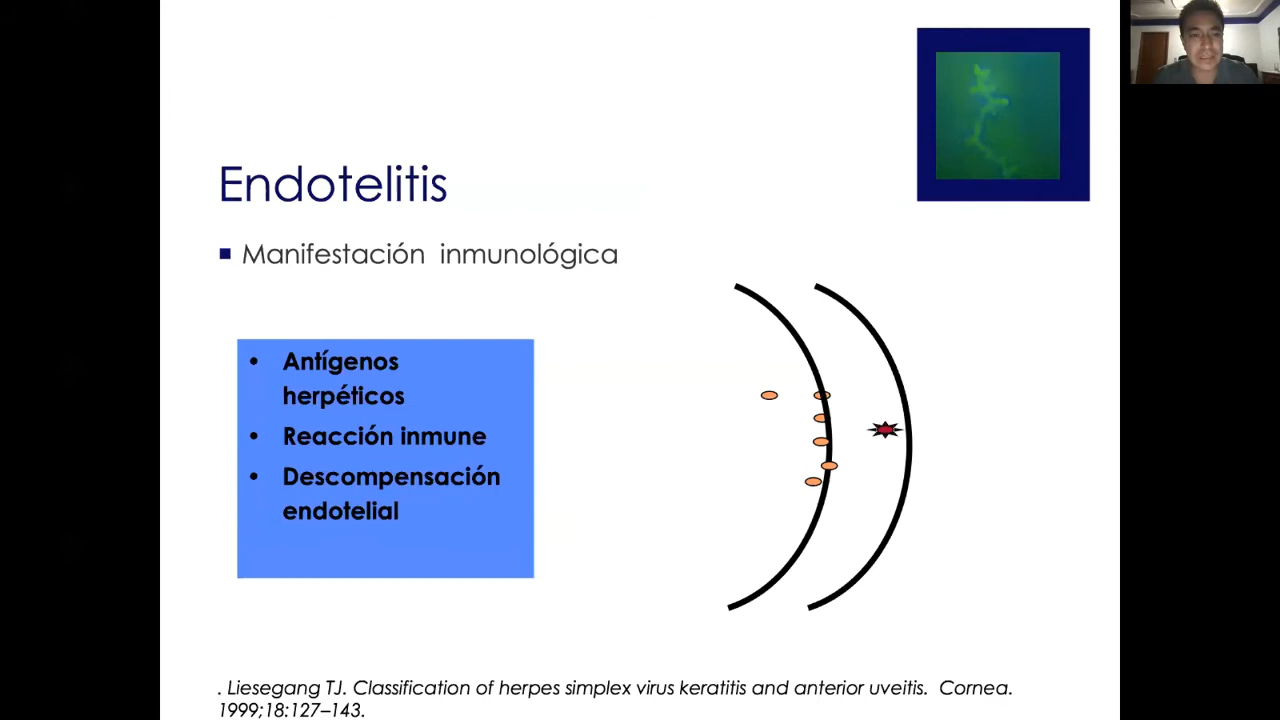 Endotelitis
Manifestación inmunológica
• Antígenos
herpéticos
• Reacción inmune
• Descompensación
endotelial
. Liesegang TJ. Classification of herpes simplex virus keratitis and anterior uveitis. Cornea.
1999;18:127–143.